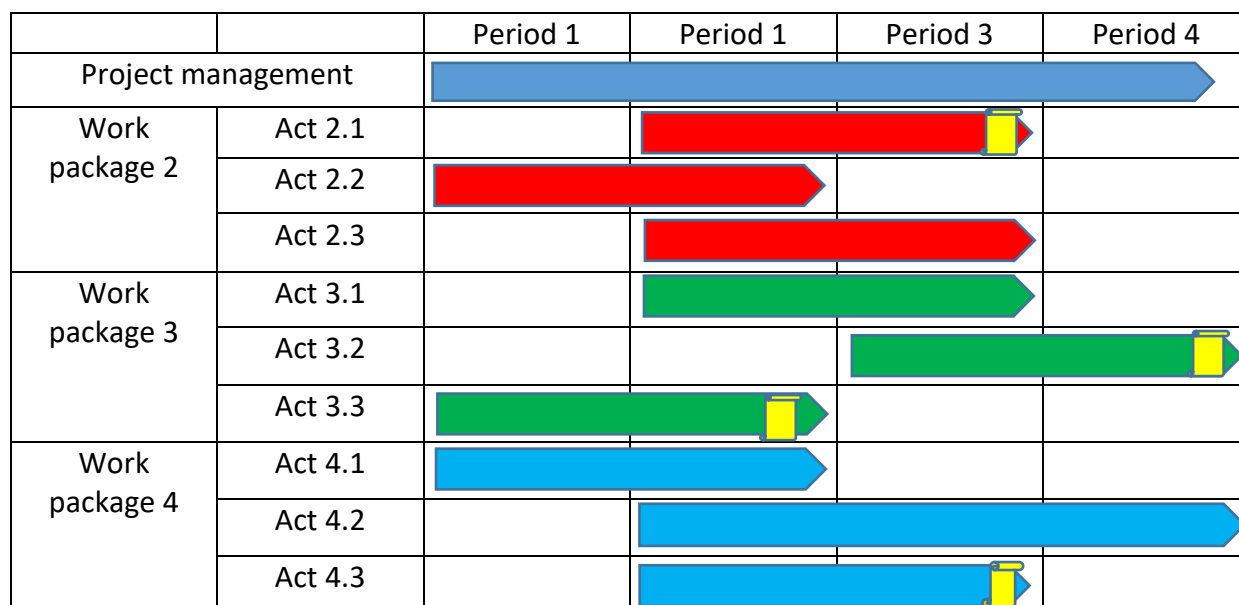 Period 1 Period 1 Period 3 Period 4
Project management
Work package 2 Act 2.1
Act 2.2
Act 2.3
Work package 3 Act 3.1
Act 3.2
Act 3.3
Work package 4 Act 4.1
Act 4.2
Act 4.3